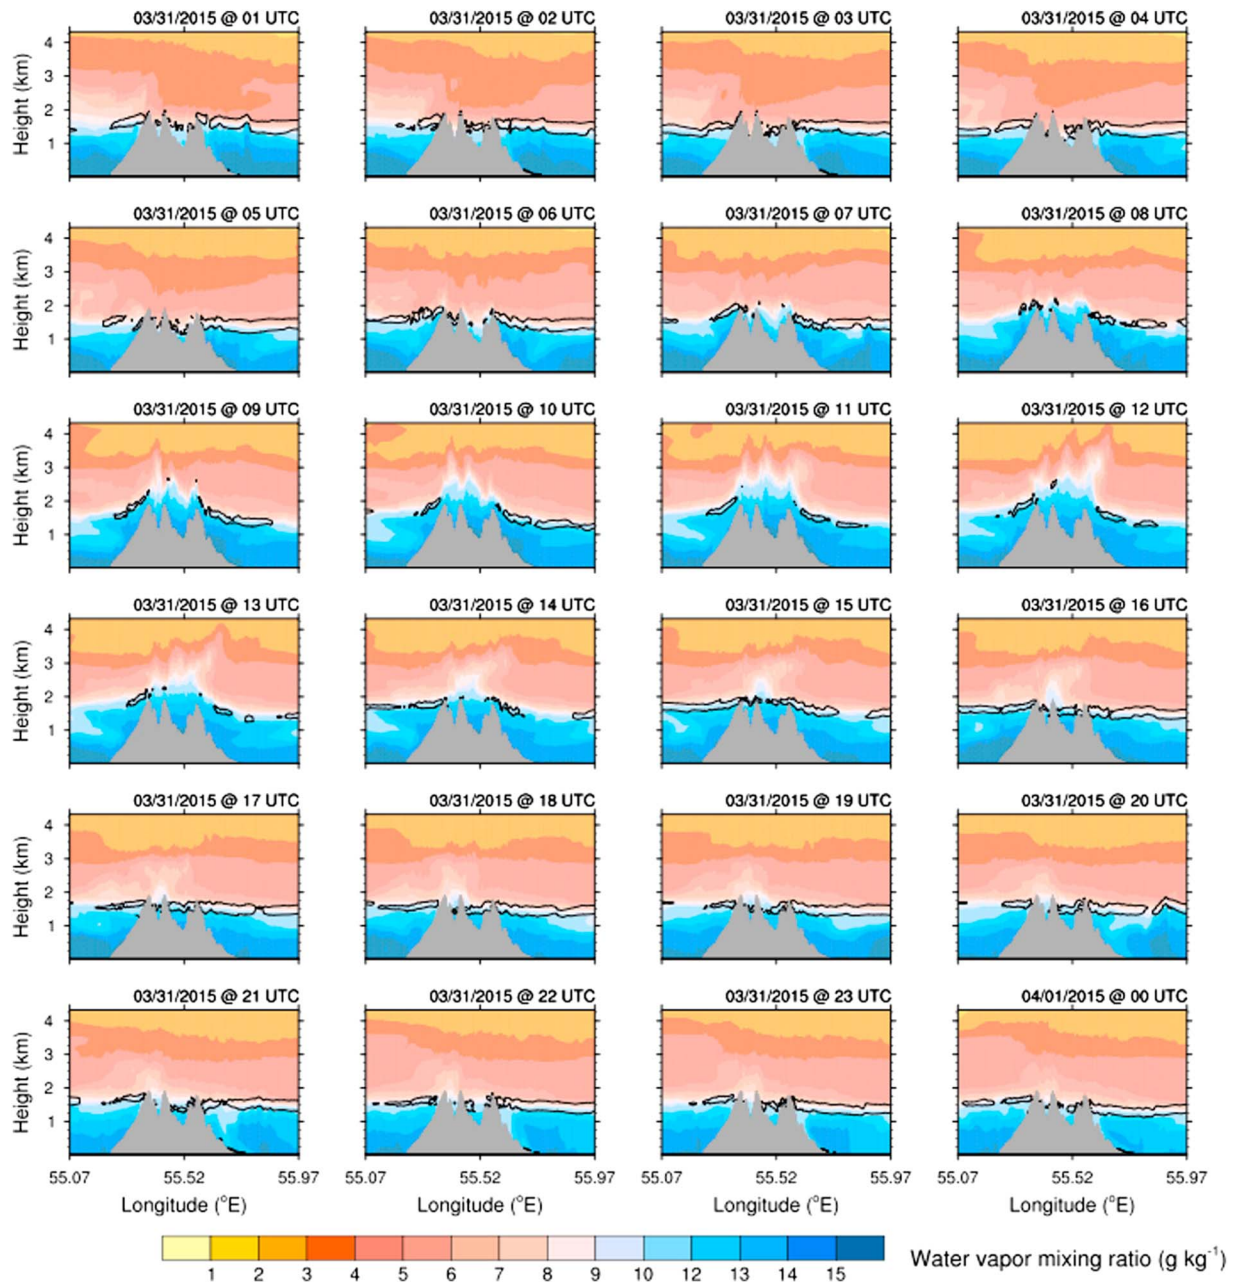 03/31/2015 @ 01 UTC 03/31/2015 @ 02 UTC 03/31/2015 @ 03 UTC 03/31/2015 @ 04 UTC
Height (km)
4
3
2
1
03/31/2015 @ 05 UTC 03/31/2015 @ 06 UTC 03/31/2015 @ 07 UTC 03/31/2015 @ 08 UTC
Height (km)
4
3
2
1
03/31/2015 @ 09 UTC 03/31/2015 @ 10 UTC 03/31/2015 @ 11 UTC 03/31/2015 @ 12 UTC
Height (km)
4
3
2
1
03/31/2015 @ 13 UTC 03/31/2015 @ 14 UTC 03/31/2015 @ 15 UTC 03/31/2015 @ 16 UTC
Height (km)
4
3
2
1
03/31/2015 @ 17 UTC 03/31/2015 @ 18 UTC 03/31/2015 @ 19 UTC 03/31/2015 @ 20 UTC
Height (km)
4
3
2
1
03/31/2015 @ 21 UTC 03/31/2015 @ 22 UTC 03/31/2015 @ 23 UTC 04/01/2015 @ 00 UTC
Height (km)
4
3
2
1
55.07 55.52 55.97 55.07 55.52 55.97 55.07 55.52 55.97 55.07 55.52 55.97
Longitude (°E) Longitude (°E) Longitude (°E) Longitude (°E)
1 2 3 4 5 6 7 8 9 10 12 13 14 15
Water vapor mixing ratio (g kg⁻¹)